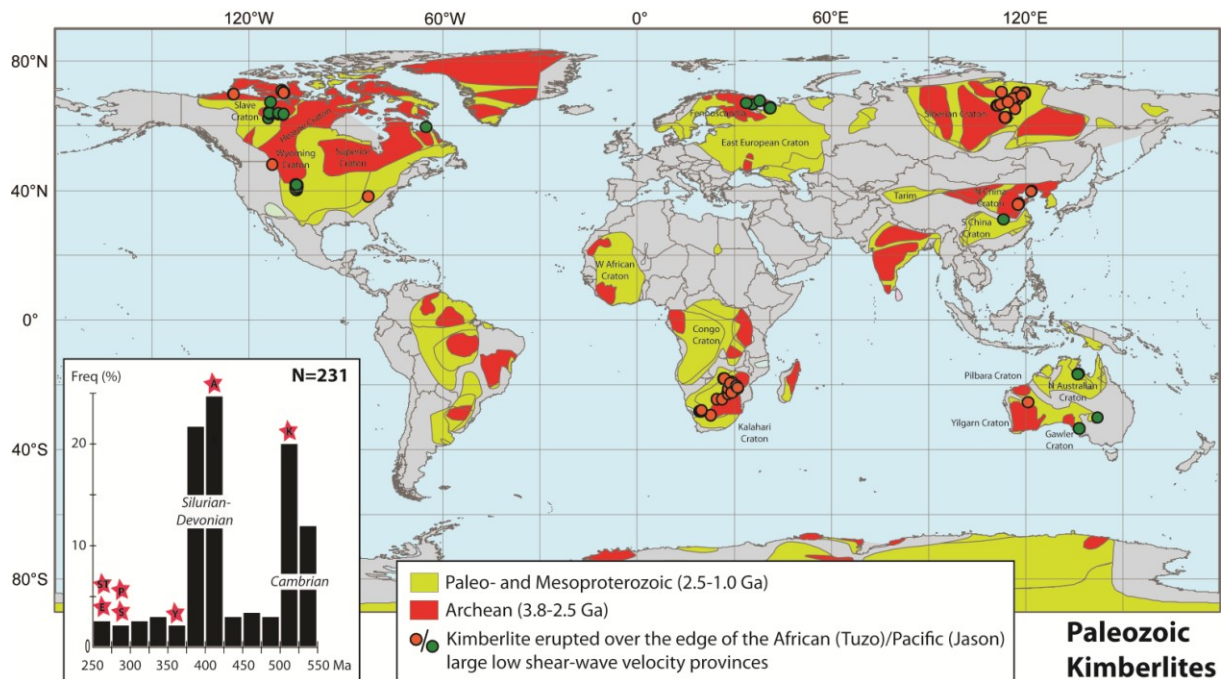 120°W 60°W 0° 60°E 120°E
80°N
40°N
0°
40°S
80°S
Slave
Craton
Hearne Craton
Wyoming
Craton
Superior
Craton
Fennoscandia
East European Craton
Siberian Craton
Tarim
N China
Craton
China
Craton
W African
Craton
Congo
Craton
Kalahari
Craton
Pilbara Craton
N Australian
Craton
Yilgarn Craton
Gawler
Craton
Freq (%)
N=231
A
K
20
Silurian-
Devonian
10
Cambrian
ST P
E S Y
0
250 300 350 400 450 500 550 Ma
Paleo- and Mesoproterozoic (2.5-1.0 Ga)
Archean (3.8-2.5 Ga)
Kimberlite erupted over the edge of the African (Tuzo)/Pacific (Jason)
large low shear-wave velocity provinces
Paleozoic
Kimberlites